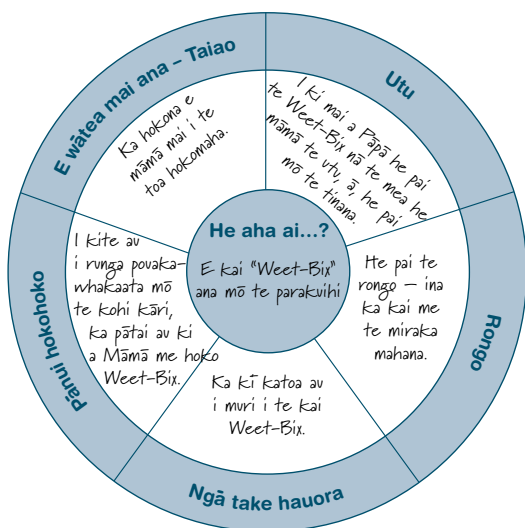 E wātea mai ana – Taiao
Ka hokona e
māmā mai i te
toa hokomaha.
Utu
I ki mai a Pāpā he pai
te Weet-Bix nā te mea he
māmā te utu, ā, he pai
mō te tinana.
Rongo
He pai te
rongo – ina
ka kai me
te miraka
mahana.
Ngā take hauora
Ka kī katoa au
i muri i te kai
Weet-Bix.
Pānui hokohoko
I kite au
i runga pouaka-
whakaata mō
te kohi kāri,
ka pātai au ki
a Māmā me hoko
Weet-Bix.
He aha ai...?
E kai "Weet-Bix"
ana mō te parakuihi